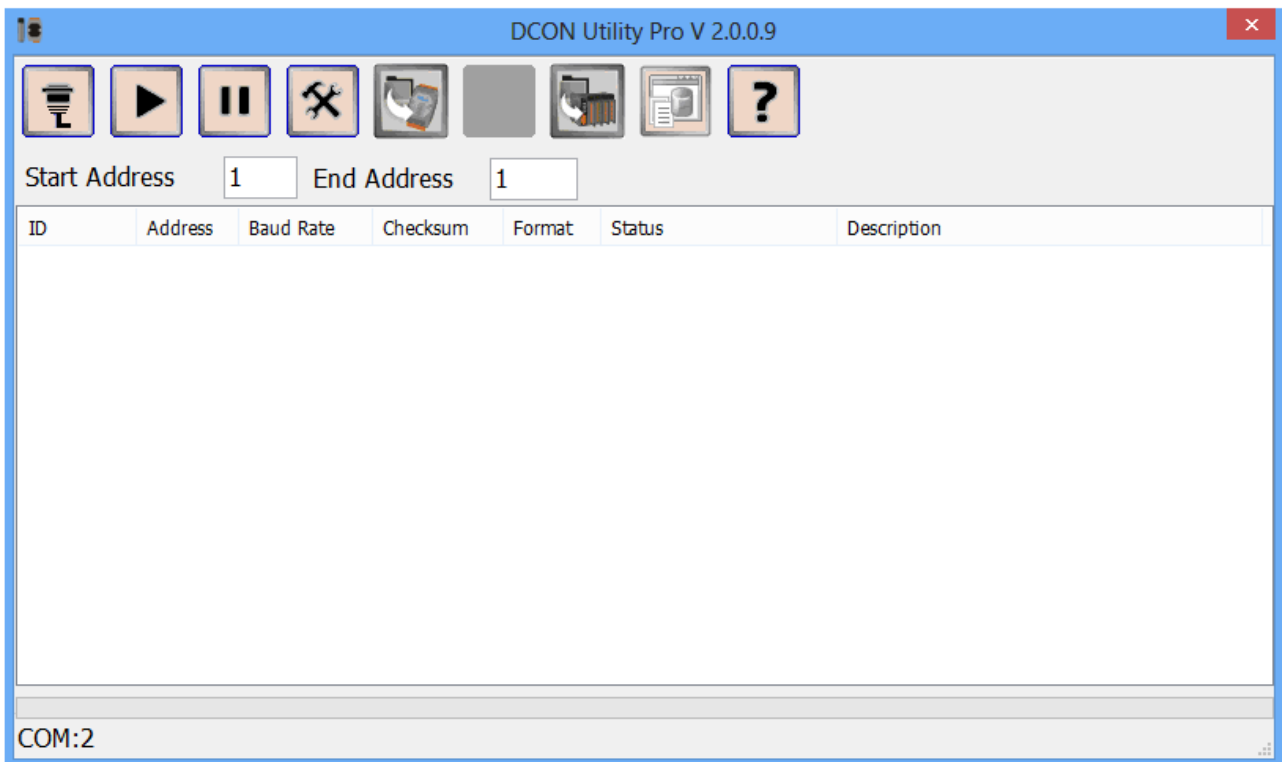 DCON Utility Pro V 2.0.0.9
?
Start Address 1 End Address 1
ID Address Baud Rate Checksum Format Status Description
COM:2